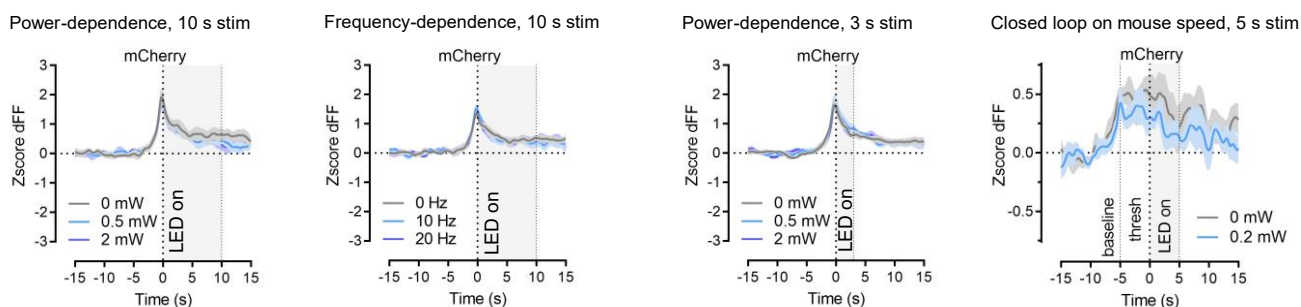 Power-dependence, 10 s stim
mCherry
Zscore dFF
3
2
1
0
-1
-2
-3
0 mW
0.5 mW
2 mW
LED on
-15 -10 -5 0 5 10 15
Time (s)
Frequency-dependence, 10 s stim
mCherry
Zscore dFF
3
2
1
0
-1
-2
-3
0 Hz
10 Hz
20 Hz
LED on
-15 -10 -5 0 5 10 15
Time (s)
Power-dependence, 3 s stim
mCherry
Zscore dFF
3
2
1
0
-1
-2
-3
0 mW
0.5 mW
2 mW
LED on
-15 -10 -5 0 5 10 15
Time (s)
Closed loop on mouse speed, 5 s stim
mCherry
Zscore dFF
0.5
0.0
-0.5
baseline
thresh
LED on
0 mW
0.2 mW
-15 -10 -5 0 5 10 15
Time (s)